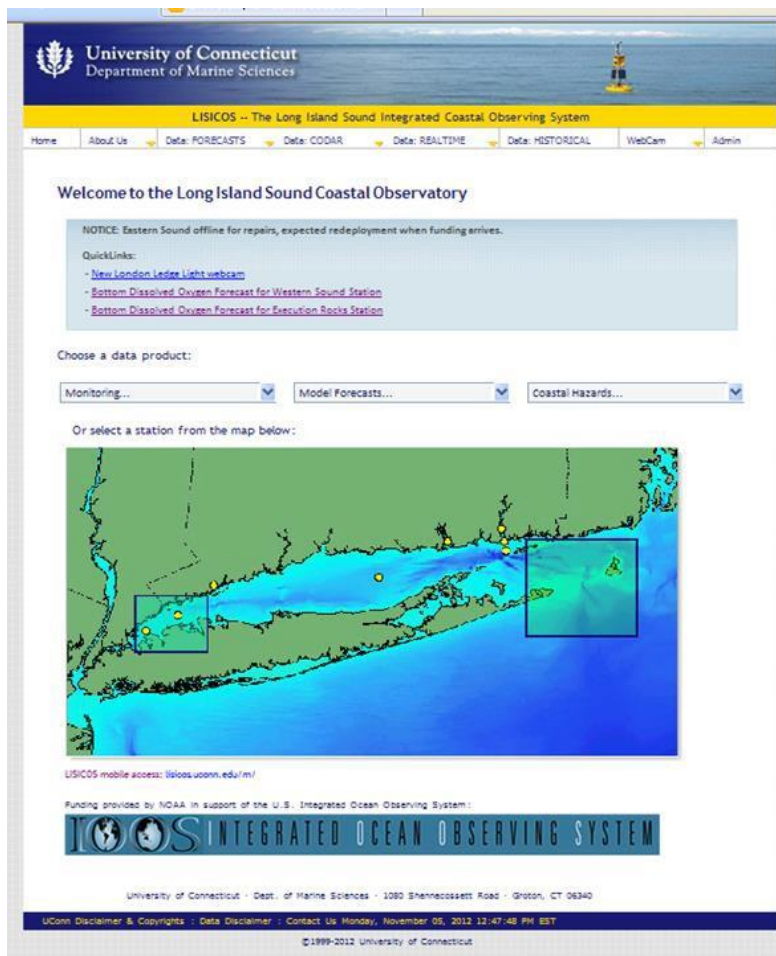 University of Connecticut
Department of Marine Sciences
LISICOS -- The Long Island Sound Integrated Coastal Observing System
Home About Us Data: FORECASTS Data: CODAR Data: REALTIME Data: HISTORICAL WebCam Admin
Welcome to the Long Island Sound Coastal Observatory
NOTICE: Eastern Sound offline for repairs, expected redeployment when funding arrives.
QuickLinks:
- New London Ledge Light webcam
- Bottom Dissolved Oxygen Forecast for Western Sound Station
- Bottom Dissolved Oxygen Forecast for Execution Rocks Station
Choose a data product:
Monitoring... Model Forecasts... Coastal Hazards...
Or select a station from the map below:
LISICOS mobile access: lisicos.uconn.edu/m/
Funding provided by NOAA in support of the U.S. Integrated Ocean Observing System:
IOOS INTEGRATED OCEAN OBSERVING SYSTEM
University of Connecticut - Dept. of Marine Sciences - 1080 Shennecossett Road - Groton, CT 06340
UConn Disclaimer & Copyrights : Data Disclaimer : Contact Us Monday, November 05, 2012 12:47:48 PM EST
©1999-2012 University of Connecticut